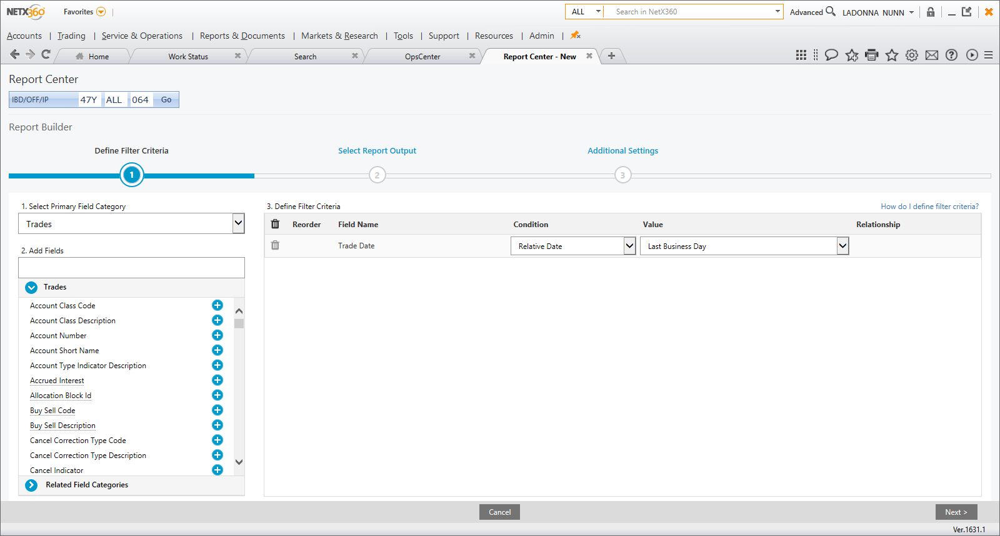 NETX360 Favorites | ALL Search in NetX360 Advanced LADONNA NUNN
Accounts | Trading | Service & Operations | Reports & Documents | Markets & Research | Tools | Support | Resources | Admin |
Home Work Status Search OpsCenter Report Center - New
Report Center
IBD/OFF/IP 47Y ALL 064 Go
Report Builder
Define Filter Criteria Select Report Output Additional Settings
1 2 3
1. Select Primary Field Category
Trades
2. Add Fields
Trades
Account Class Code
Account Class Description
Account Number
Account Short Name
Account Type Indicator Description
Accrued Interest
Allocation Block Id
Buy Sell Code
Buy Sell Description
Cancel Correction Type Code
Cancel Correction Type Description
Cancel Indicator
Related Field Categories
3. Define Filter Criteria How do I define filter criteria?
Reorder Field Name Condition Value Relationship
Trade Date Relative Date Last Business Day
Cancel Next >
Ver.1631.1